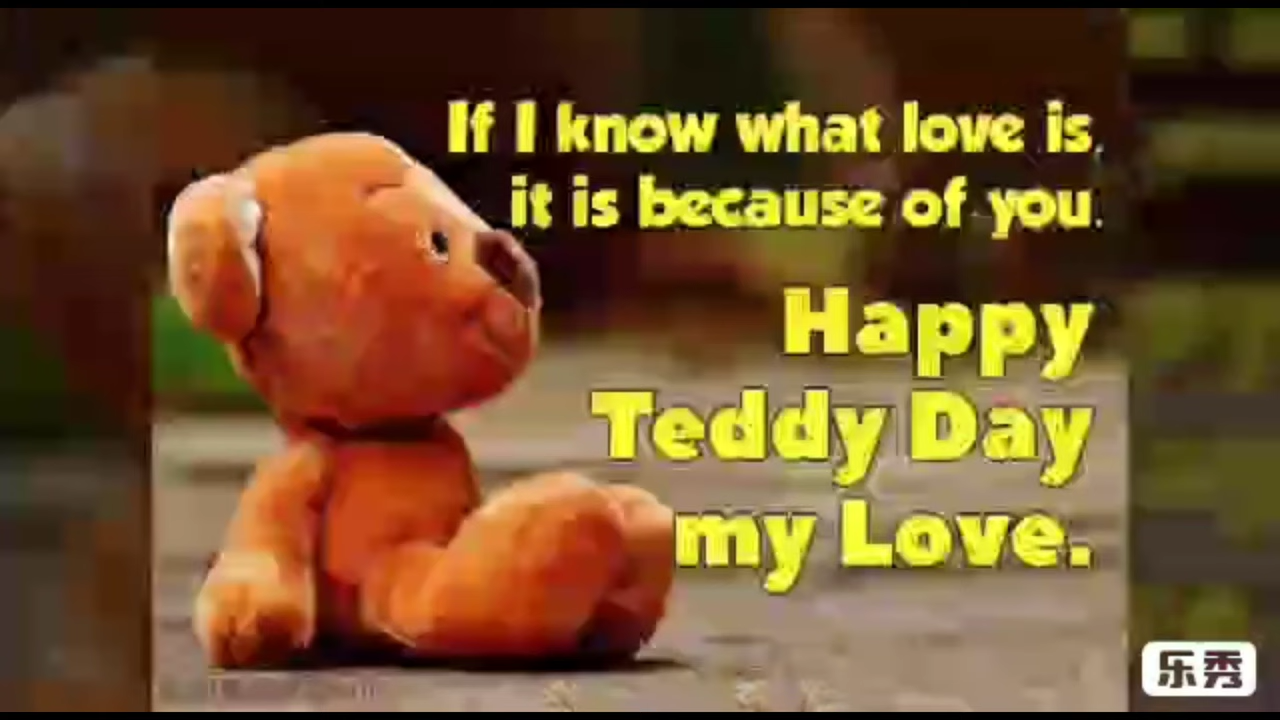 If I know what love is,
it is because of you.
Happy
Teddy Day
my Love.
乐秀